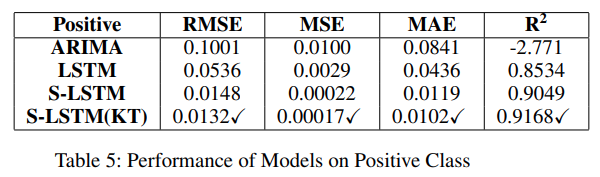 Positive RMSE MSE MAE R²
ARIMA 0.1001 0.0100 0.0841 -2.771
LSTM 0.0536 0.0029 0.0436 0.8534
S-LSTM 0.0148 0.00022 0.0119 0.9049
S-LSTM(KT) 0.0132✓ 0.00017✓ 0.0102✓ 0.9168✓
Table 5: Performance of Models on Positive Class